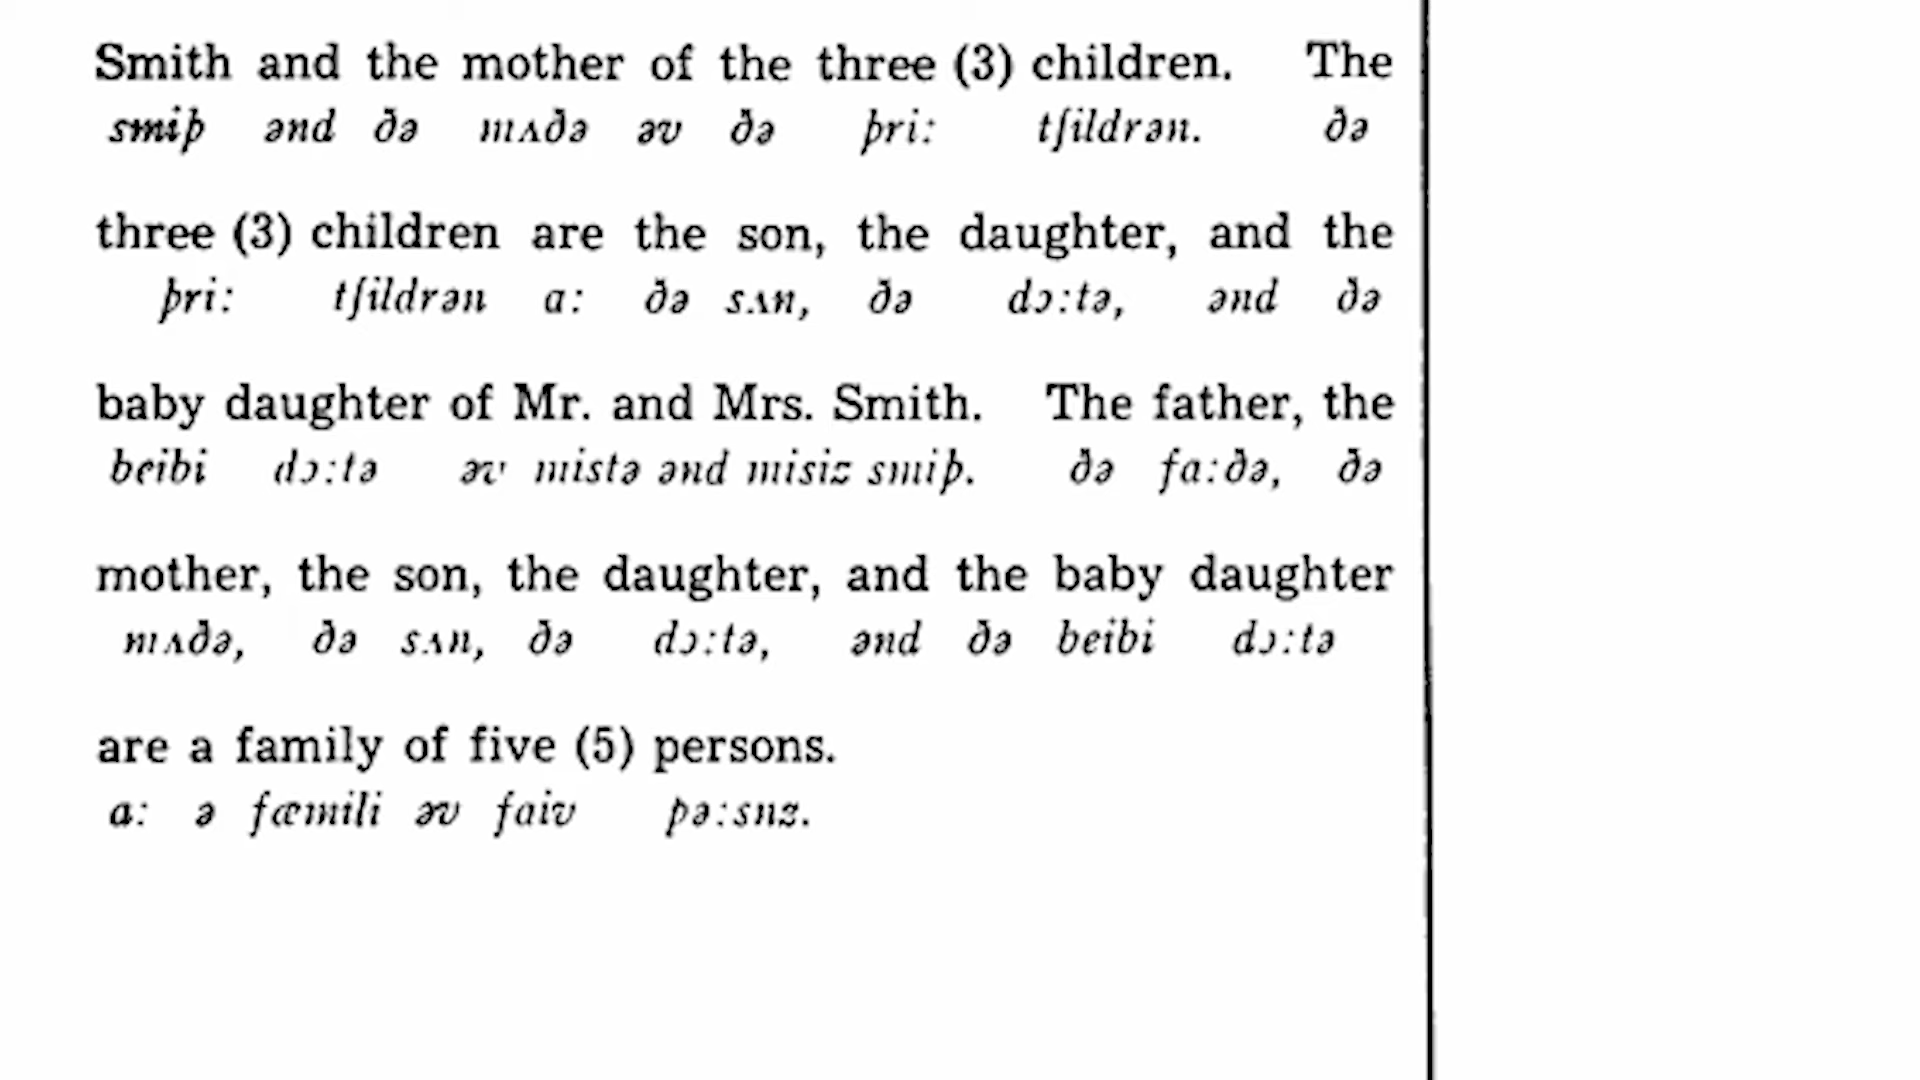 Smith and the mother of the three (3) children. The
smiþ ənd ðə mʌðə əv ðə þri: tʃildrən. ðə
three (3) children are the son, the daughter, and the
þri: tʃildrən a: ðə sʌn, ðə dɔ:tə, ənd ðə
baby daughter of Mr. and Mrs. Smith. The father, the
beibi dɔ:tə əv mistə ənd misiz smiþ. ðə fa:ðə, ðə
mother, the son, the daughter, and the baby daughter
mʌðə, ðə sʌn, ðə dɔ:tə, ənd ðə beibi dɔ:tə
are a family of five (5) persons.
a: ə fæmili əv faiv pə:snz.